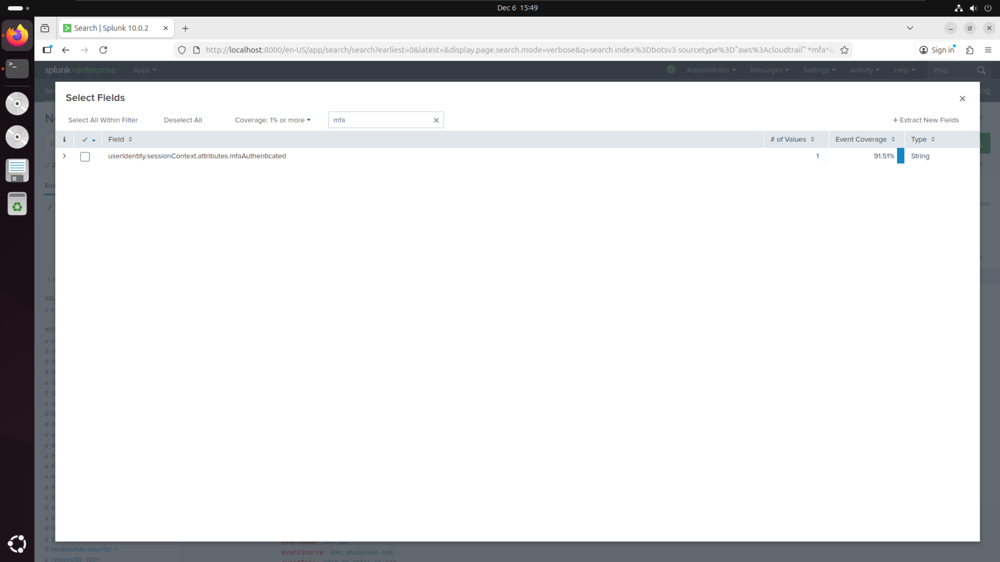 Dec 6 15:49
Search | Splunk 10.0.2
http://localhost:8000/en-US/app/search/search?earliest=0&latest=&display.page.search.mode=verbose&q=search index%3Dbotsv3 sourcetype%3D"aws%3Acloudtrail" *mfa*&
Sign in
splunk>enterprise Apps Administrator Messages Settings Activity Help Find
Select Fields
Select All Within Filter Deselect All Coverage: 1% or more mfa + Extract New Fields
i Field # of Values Event Coverage Type
userIdentity.sessionContext.attributes.mfaAuthenticated 1 91.51% String
eventName: Decrypt
# recipientAccountId 1
eventSource: kms.amazonaws.com
a requestID 100+